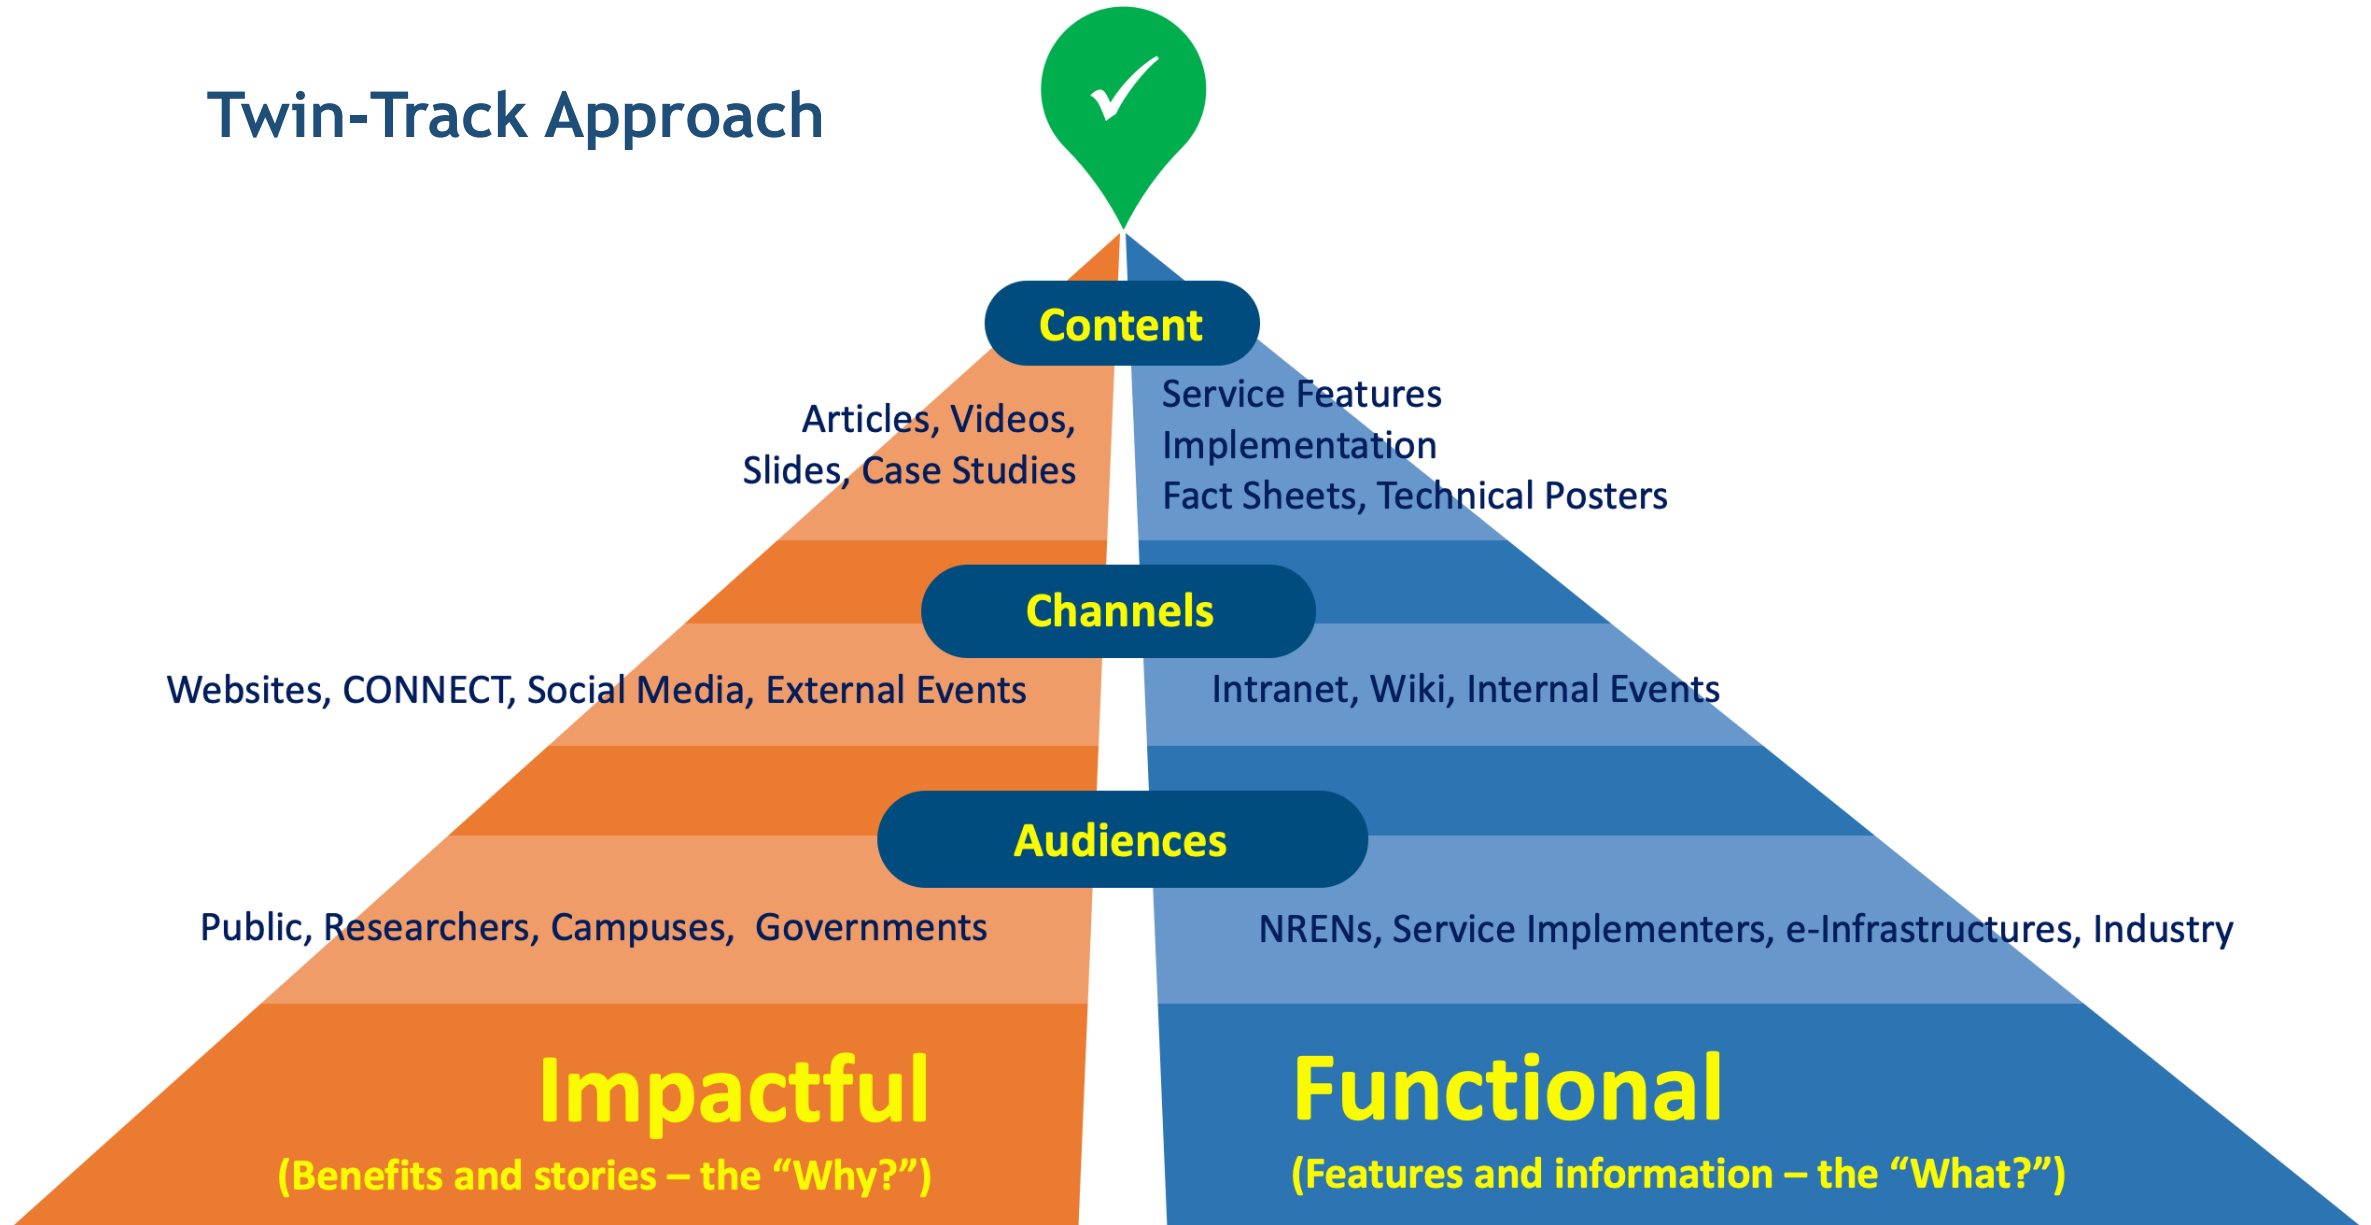 Twin-Track Approach
Content
Articles, Videos,
Slides, Case Studies
Service Features
Implementation
Fact Sheets, Technical Posters
Channels
Websites, CONNECT, Social Media, External Events
Intranet, Wiki, Internal Events
Audiences
Public, Researchers, Campuses,  Governments
NRENs, Service Implementers, e-Infrastructures, Industry
Impactful
(Benefits and stories – the “Why?”)
Functional
(Features and information – the “What?”)